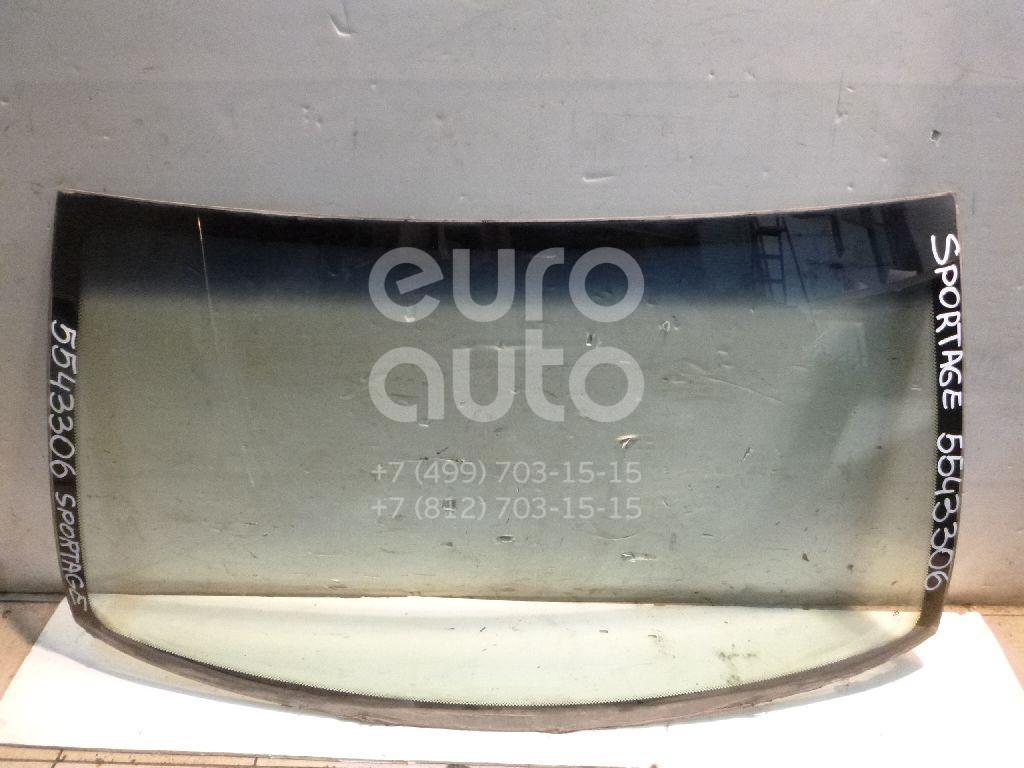 euro
auto
+7 (499) 703-15-15
+7 (812) 703-15-15
5543306 SPORTAGE
SPORTAGE 5543306